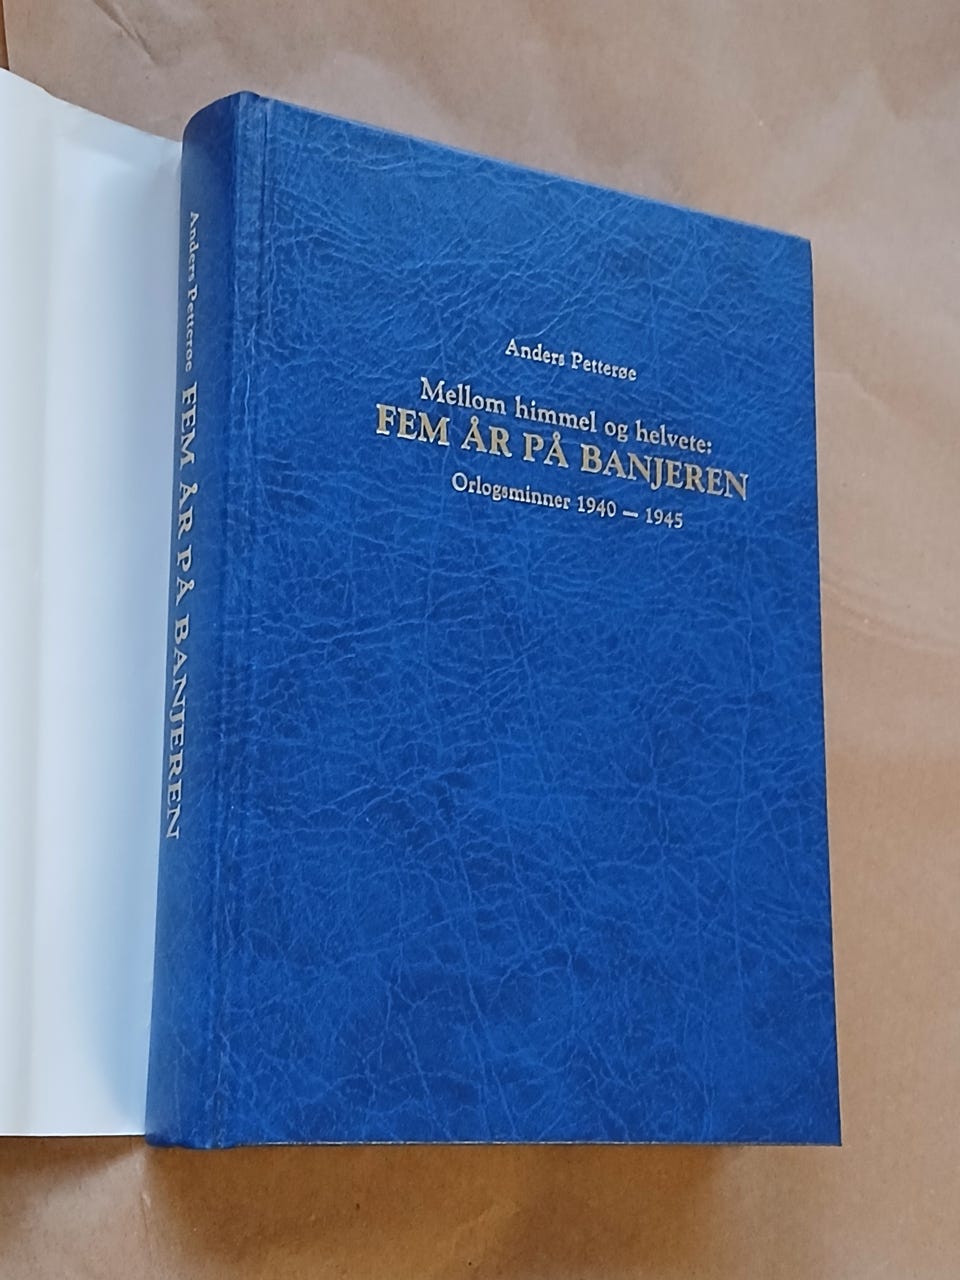 Anders Petterøe FEM ÅR PÅ BANJEREN
Anders Petterøe
Mellom himmel og helvete:
FEM ÅR PÅ BANJEREN
Orlogsminner 1940 — 1945